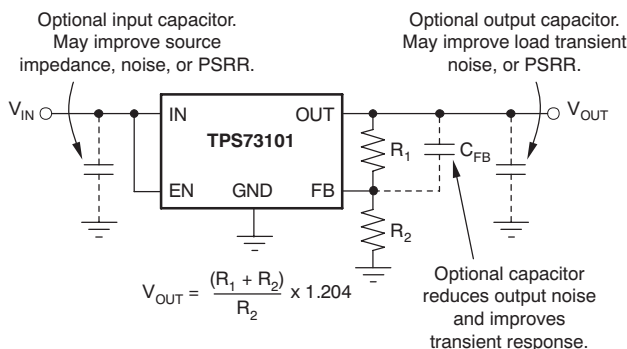 Optional input capacitor.
May improve source
impedance, noise, or PSRR.
Optional output capacitor.
May improve load transient
noise, or PSRR.
VIN
IN
OUT
VOUT
TPS73101
R1
CFB
EN
GND
FB
R2
VOUT = (R1 + R2) / R2 x 1.204
Optional capacitor
reduces output noise
and improves
transient response.